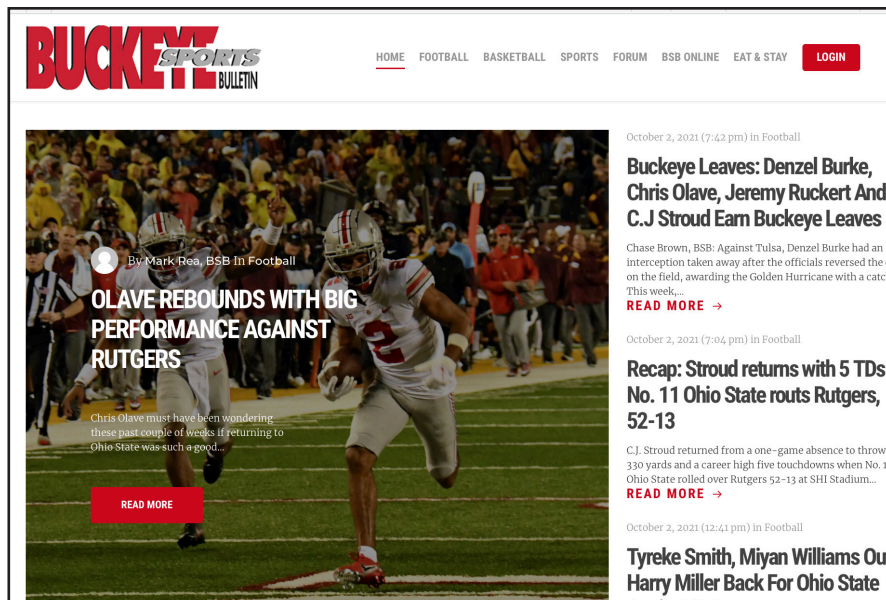 BUCKEYE
SPORTS
BULLETIN
HOME FOOTBALL BASKETBALL SPORTS FORUM BSB ONLINE EAT & STAY LOGIN
By Mark Rea, BSB In Football
OLAVE REBOUNDS WITH BIG
PERFORMANCE AGAINST
RUTGERS
Chris Olave must have been wondering
these past couple of weeks if returning to
Ohio State was such a good...
READ MORE
October 2, 2021 (7:42 pm) in Football
Buckeye Leaves: Denzel Burke,
Chris Olave, Jeremy Ruckert And
C.J Stroud Earn Buckeye Leaves
Chase Brown, BSB: Against Tulsa, Denzel Burke had an
interception taken away after the officials reversed the
on the field, awarding the Golden Hurricane with a catc
This week,...
READ MORE →
October 2, 2021 (7:04 pm) in Football
Recap: Stroud returns with 5 TDs
No. 11 Ohio State routs Rutgers,
52-13
C.J. Stroud returned from a one-game absence to throw
330 yards and a career high five touchdowns when No. 1
Ohio State rolled over Rutgers 52-13 at SHI Stadium...
READ MORE →
October 2, 2021 (12:41 pm) in Football
Tyreke Smith, Miyan Williams Ou
Harry Miller Back For Ohio State
2